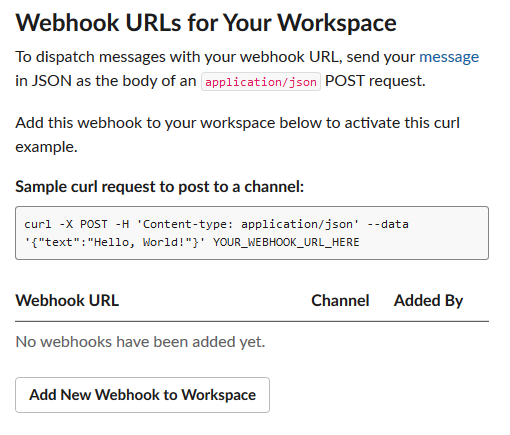 Webhook URLs for Your Workspace
To dispatch messages with your webhook URL, send your message
in JSON as the body of an application/json POST request.
Add this webhook to your workspace below to activate this curl
example.
Sample curl request to post to a channel:
curl -X POST -H 'Content-type: application/json' --data
'{"text":"Hello, World!"}' YOUR_WEBHOOK_URL_HERE
Webhook URL Channel Added By
No webhooks have been added yet.
Add New Webhook to Workspace